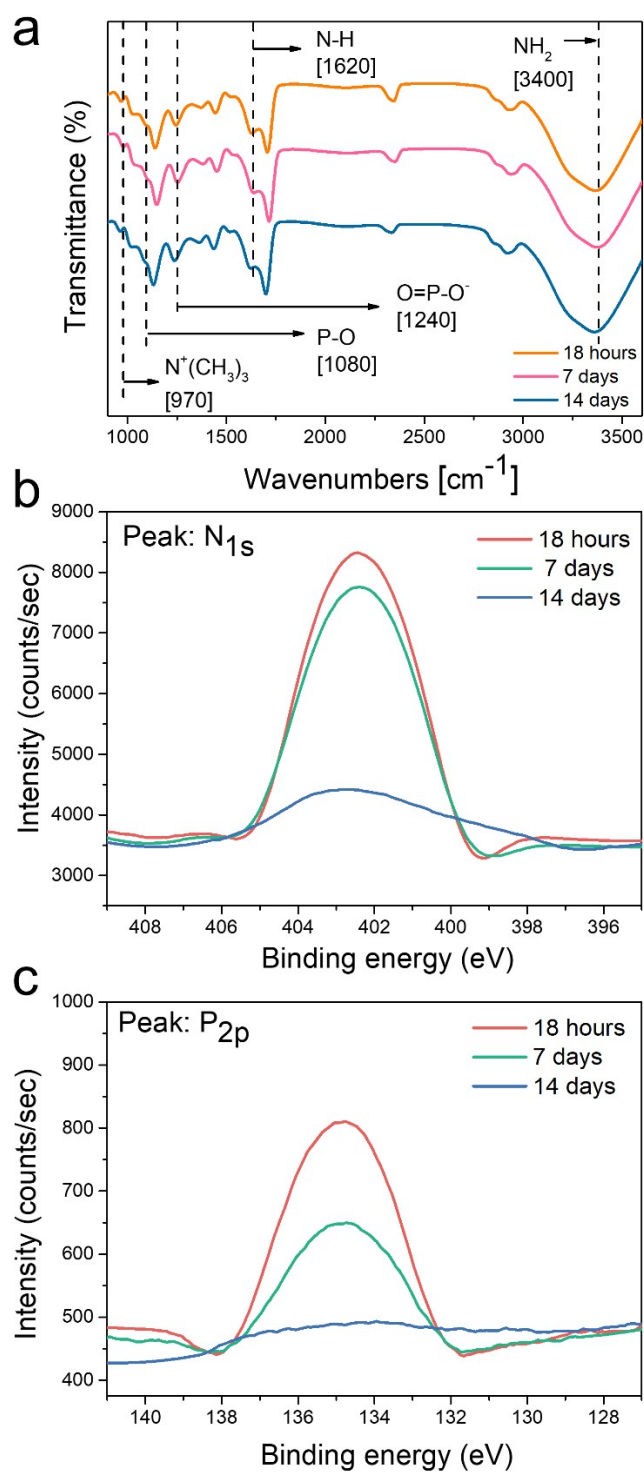 a
N-H
[1620]
NH2
[3400]
O=P-O-
[1240]
P-O
[1080]
N+(CH3)3
[970]
18 hours
7 days
14 days
Transmittance (%)
1000 1500 2000 2500 3000 3500
Wavenumbers [cm-1]
b
Peak: N1s
18 hours
7 days
14 days
Intensity (counts/sec)
9000
8000
7000
6000
5000
4000
3000
408 406 404 402 400 398 396
Binding energy (eV)
c
Peak: P2p
18 hours
7 days
14 days
Intensity (counts/sec)
1000
900
800
700
600
500
400
140 138 136 134 132 130 128
Binding energy (eV)